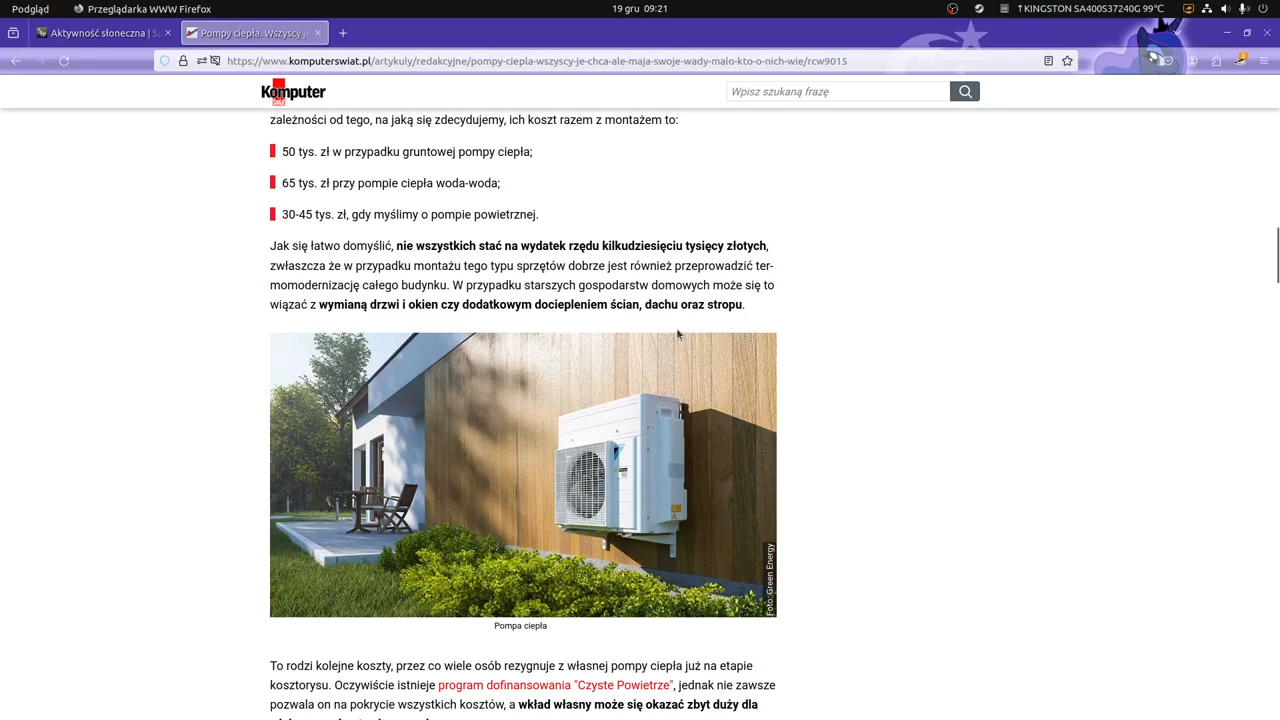 Podgląd Przeglądarka WWW Firefox 19 gru 09:21 ↑KINGSTON SA400S37240G 99°C
Aktywność słoneczna | S Pompy ciepła. Wszyscy j
https://www.komputerswiat.pl/artykuly/redakcyjne/pompy-ciepla-wszyscy-je-chca-ale-maja-swoje-wady-malo-kto-o-nich-wie/rcw9015
Komputer
Świat
Wpisz szukaną frazę
zależności od tego, na jaką się zdecydujemy, ich koszt razem z montażem to:
50 tys. zł w przypadku gruntowej pompy ciepła;
65 tys. zł przy pompie ciepła woda-woda;
30-45 tys. zł, gdy myślimy o pompie powietrznej.
Jak się łatwo domyślić, nie wszystkich stać na wydatek rzędu kilkudziesięciu tysięcy złotych,
zwłaszcza że w przypadku montażu tego typu sprzętów dobrze jest również przeprowadzić ter-
momodernizację całego budynku. W przypadku starszych gospodarstw domowych może się to
wiązać z wymianą drzwi i okien czy dodatkowym dociepleniem ścian, dachu oraz stropu.
Foto: Green Energy
Pompa ciepła
To rodzi kolejne koszty, przez co wiele osób rezygnuje z własnej pompy ciepła już na etapie
kosztorysu. Oczywiście istnieje program dofinansowania "Czyste Powietrze", jednak nie zawsze
pozwala on na pokrycie wszystkich kosztów, a wkład własny może się okazać zbyt duży dla